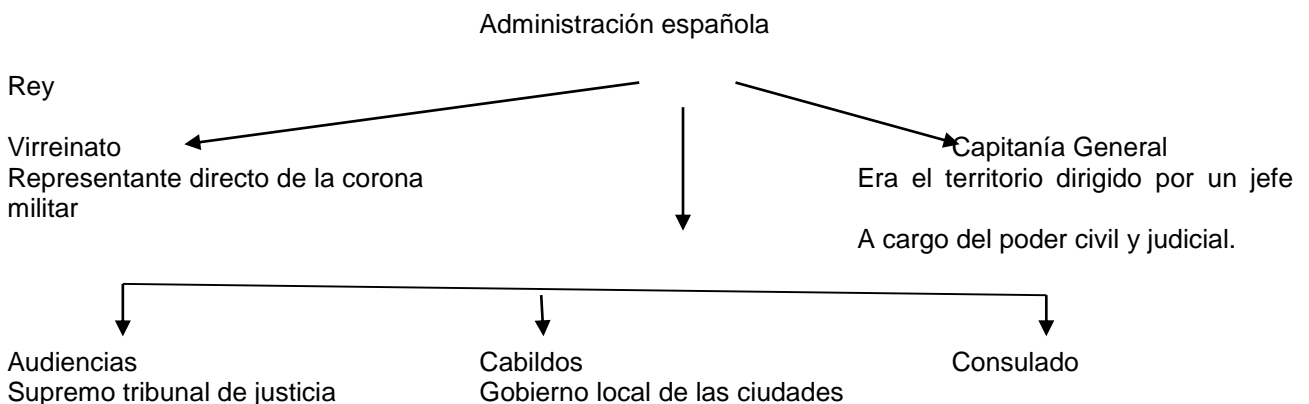 Administración española
Rey
Virreinato
Representante directo de la corona
militar
Capitanía General
Era el territorio dirigido por un jefe
A cargo del poder civil y judicial.
Audiencias
Supremo tribunal de justicia
Cabildos
Gobierno local de las ciudades
Consulado